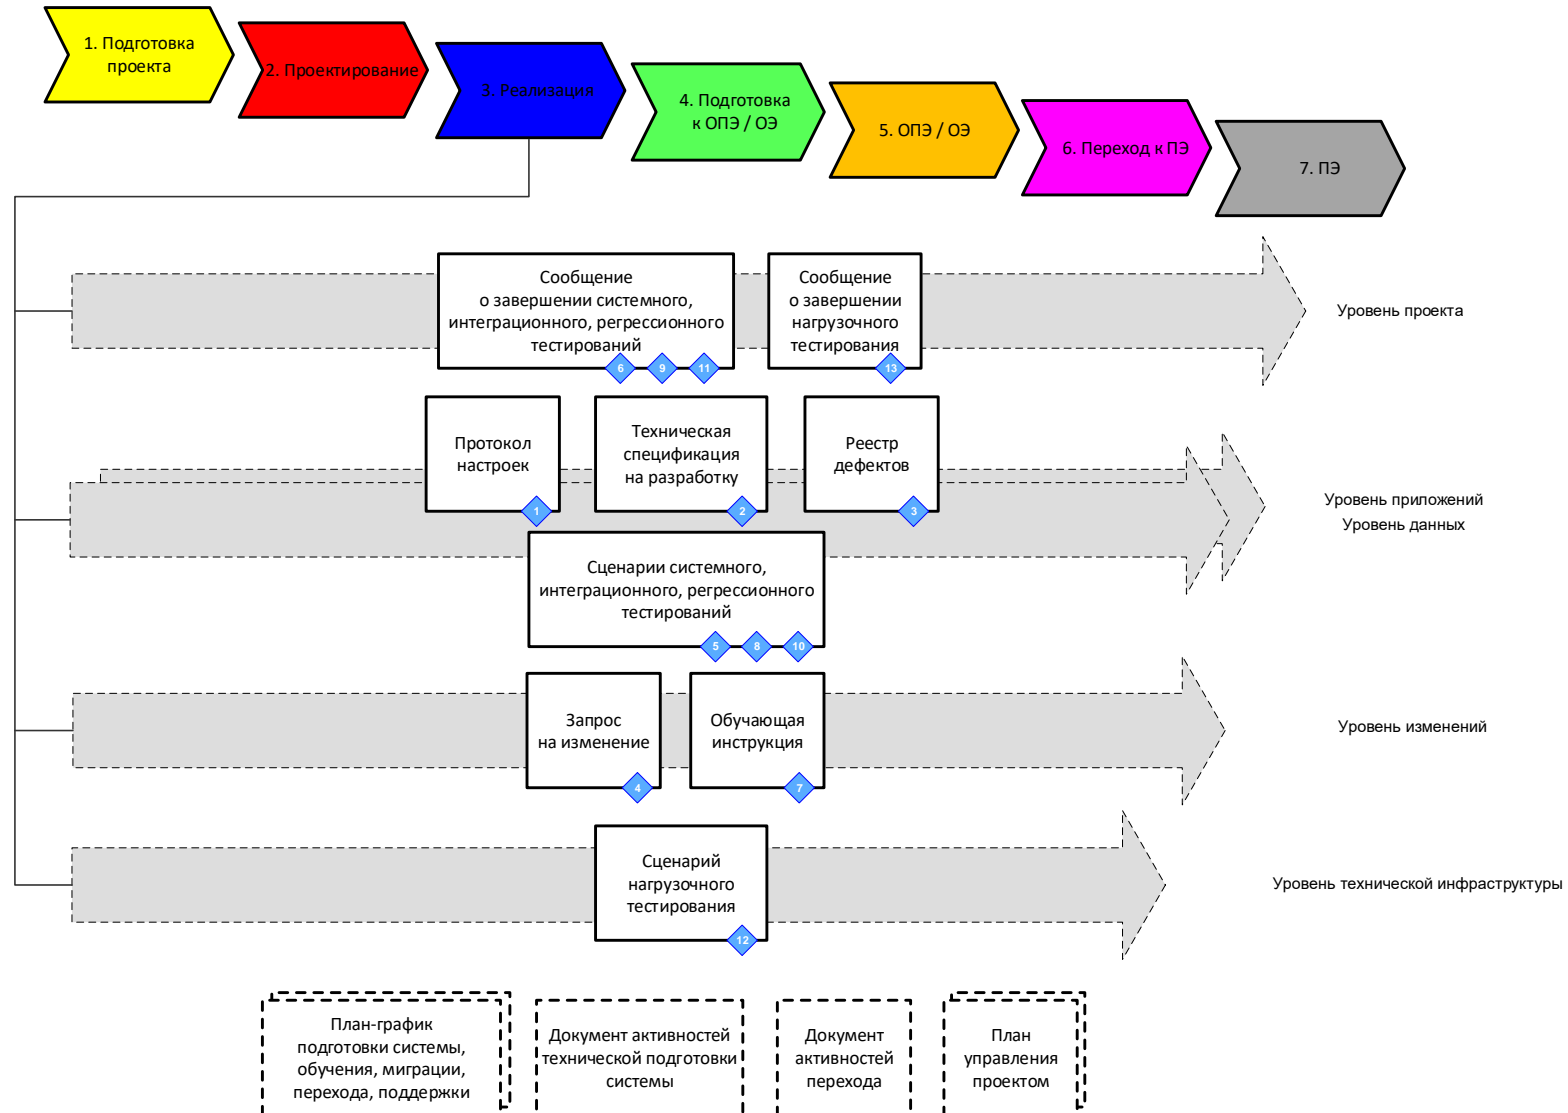 1. Подготовка
проекта
2. Проектирование
3. Реализация
4. Подготовка
к ОПЭ / ОЭ
5. ОПЭ / ОЭ
6. Переход к ПЭ
7. ПЭ
Сообщение
о завершении системного,
интеграционного, регрессионного
тестирований
6
9
11
Сообщение
о завершении
нагрузочного
тестирования
13
Уровень проекта
Протокол
настроек
1
Техническая
спецификация
на разработку
2
Реестр
дефектов
3
Уровень приложений
Уровень данных
Сценарии системного,
интеграционного, регрессионного
тестирований
5
8
10
Запрос
на изменение
4
Обучающая
инструкция
7
Уровень изменений
Сценарий
нагрузочного
тестирования
12
Уровень технической инфраструктуры
План-график
подготовки системы,
обучения, миграции,
перехода, поддержки
Документ активностей
технической подготовки
системы
Документ
активностей
перехода
План
управления
проектом